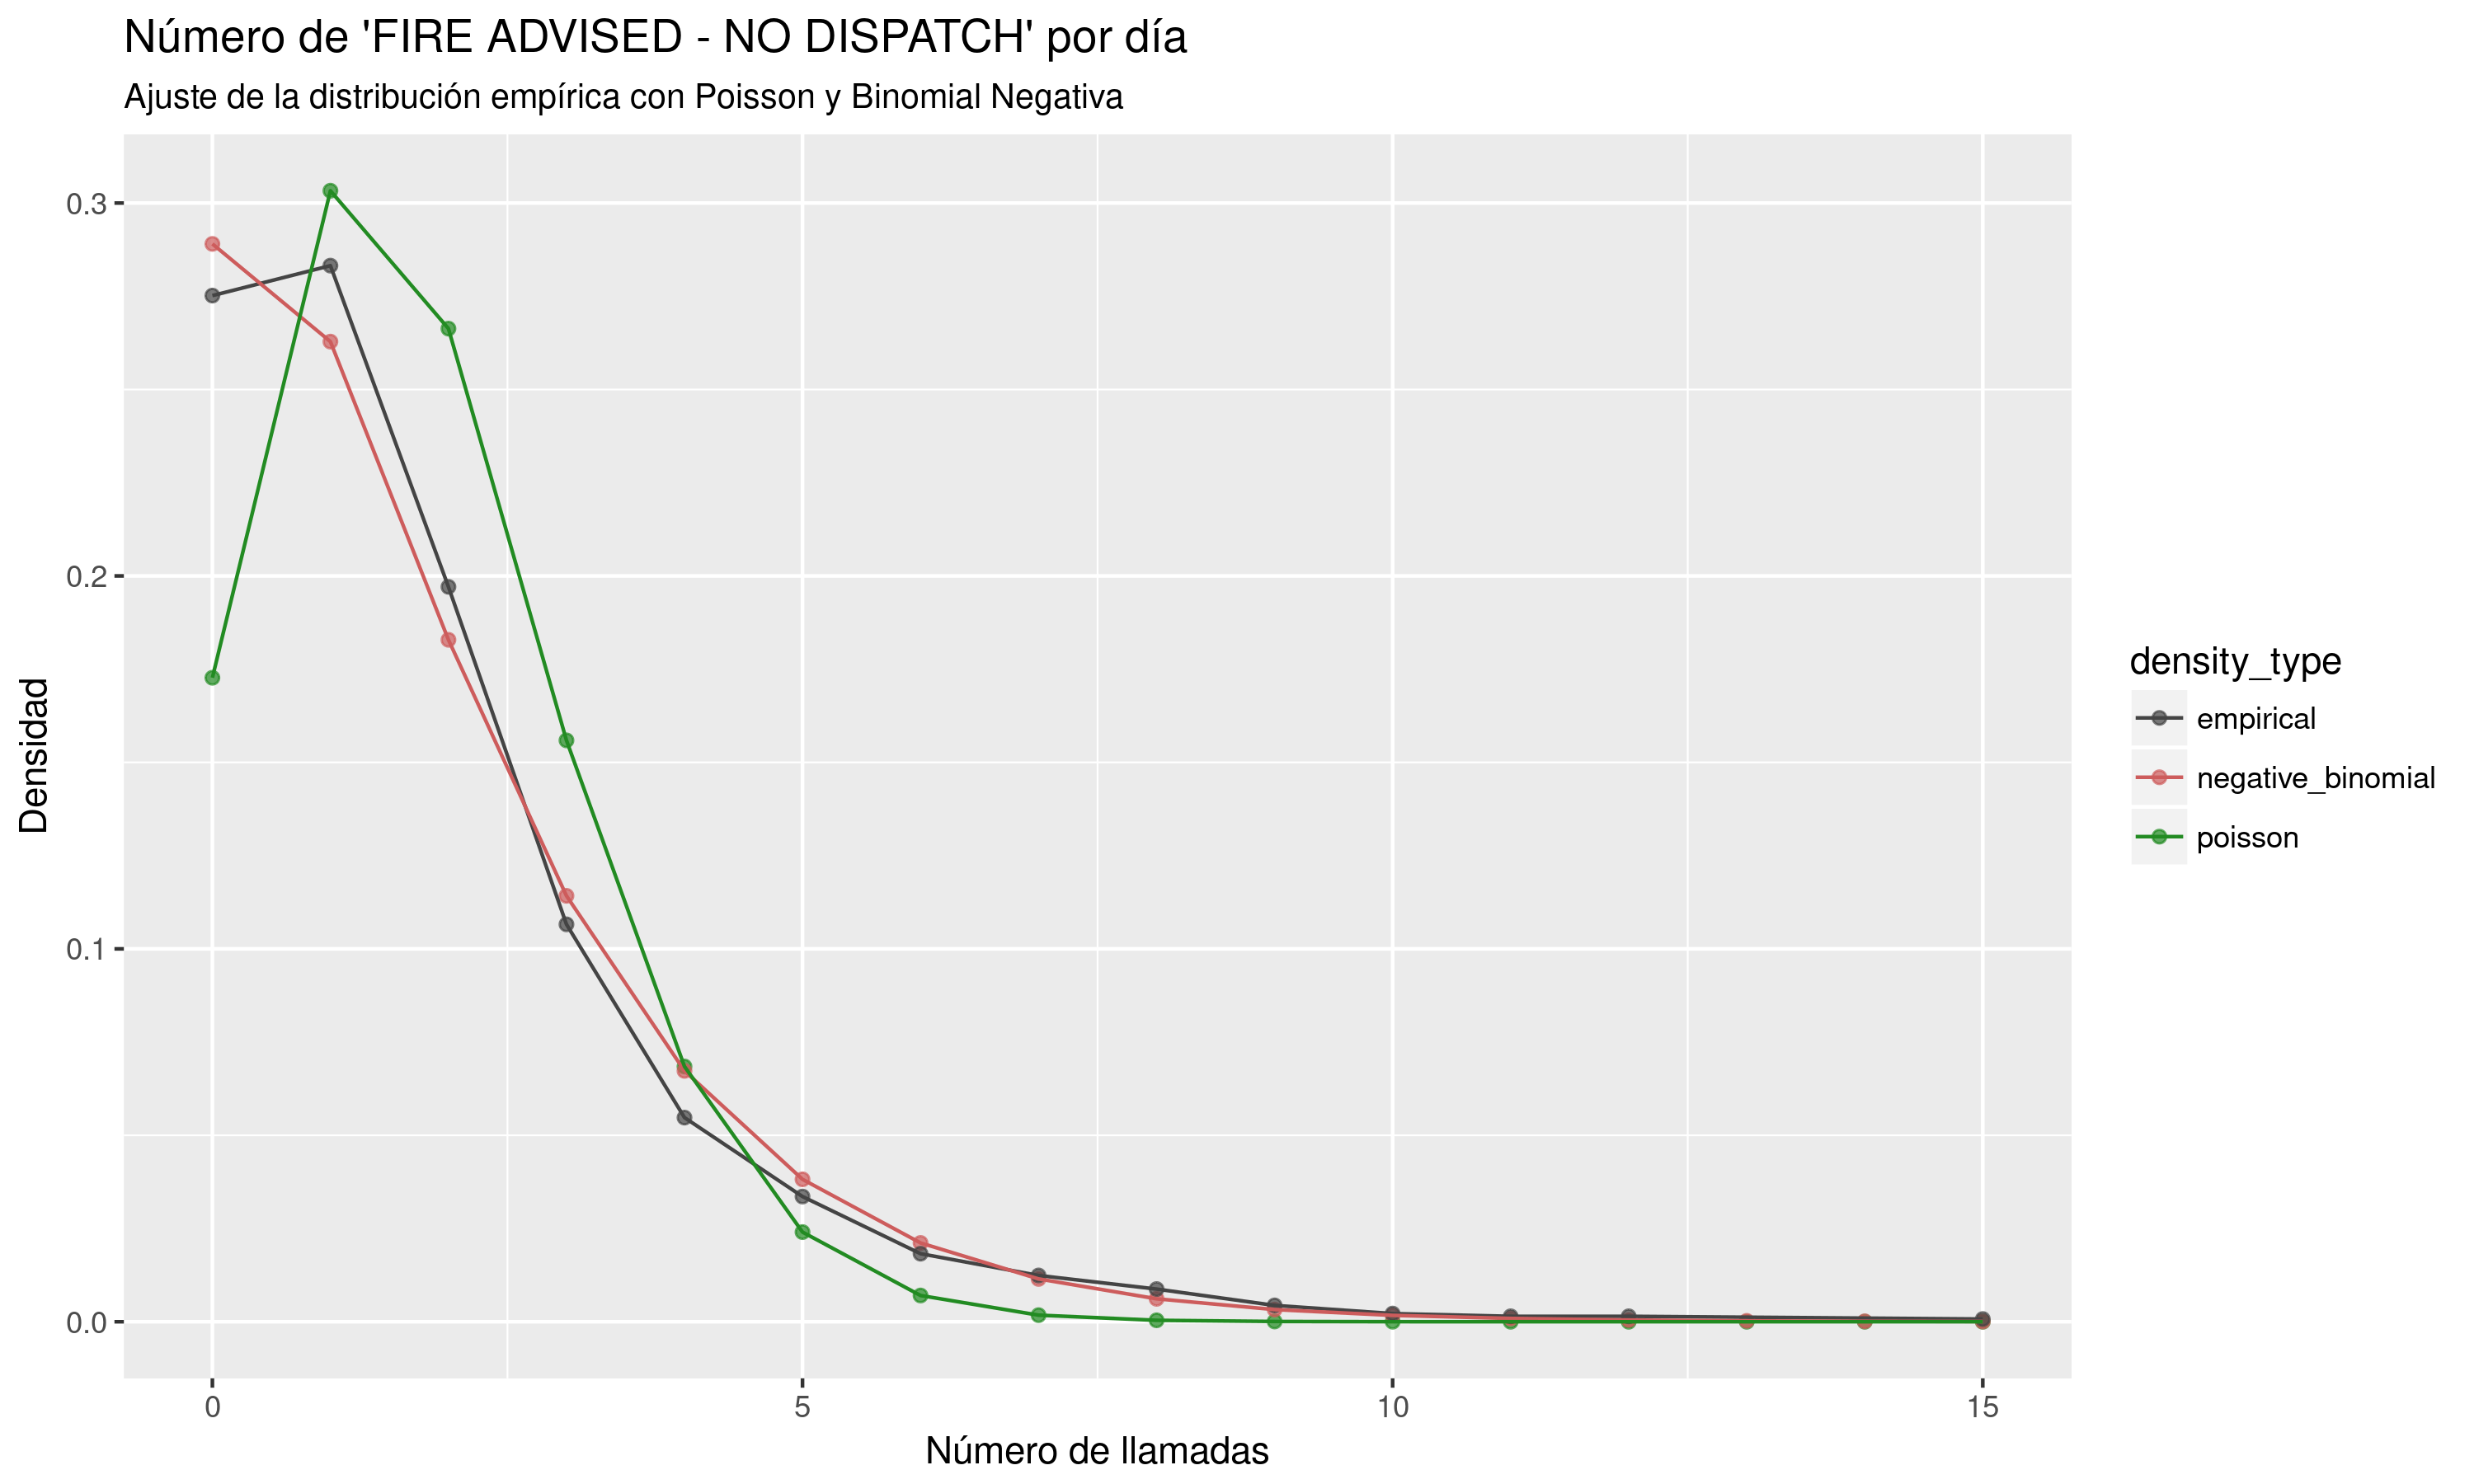 Número de 'FIRE ADVISED - NO DISPATCH' por día
Ajuste de la distribución empírica con Poisson y Binomial Negativa
0.3
0.2
0.1
0.0
Densidad
0
5
10
15
Número de llamadas
density_type
empirical
negative_binomial
poisson